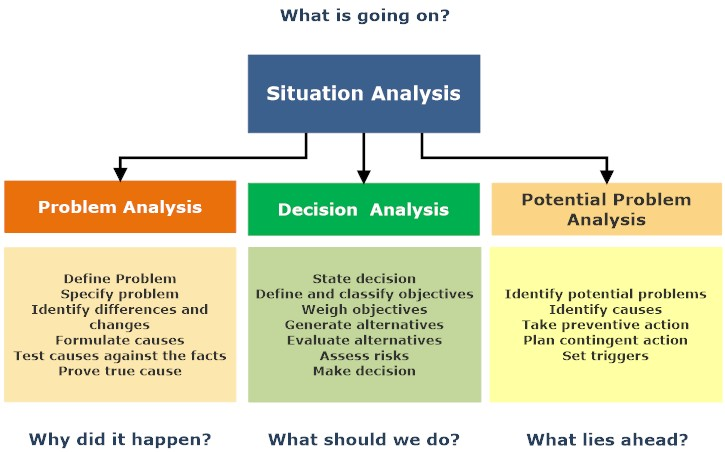 What is going on?
Situation Analysis
Problem Analysis
Define Problem
Specify problem
Identify differences and
changes
Formulate causes
Test causes against the facts
Prove true cause
Why did it happen?
Decision Analysis
State decision
Define and classify objectives
Weigh objectives
Generate alternatives
Evaluate alternatives
Assess risks
Make decision
What should we do?
Potential Problem
Analysis
Identify potential problems
Identify causes
Take preventive action
Plan contingent action
Set triggers
What lies ahead?